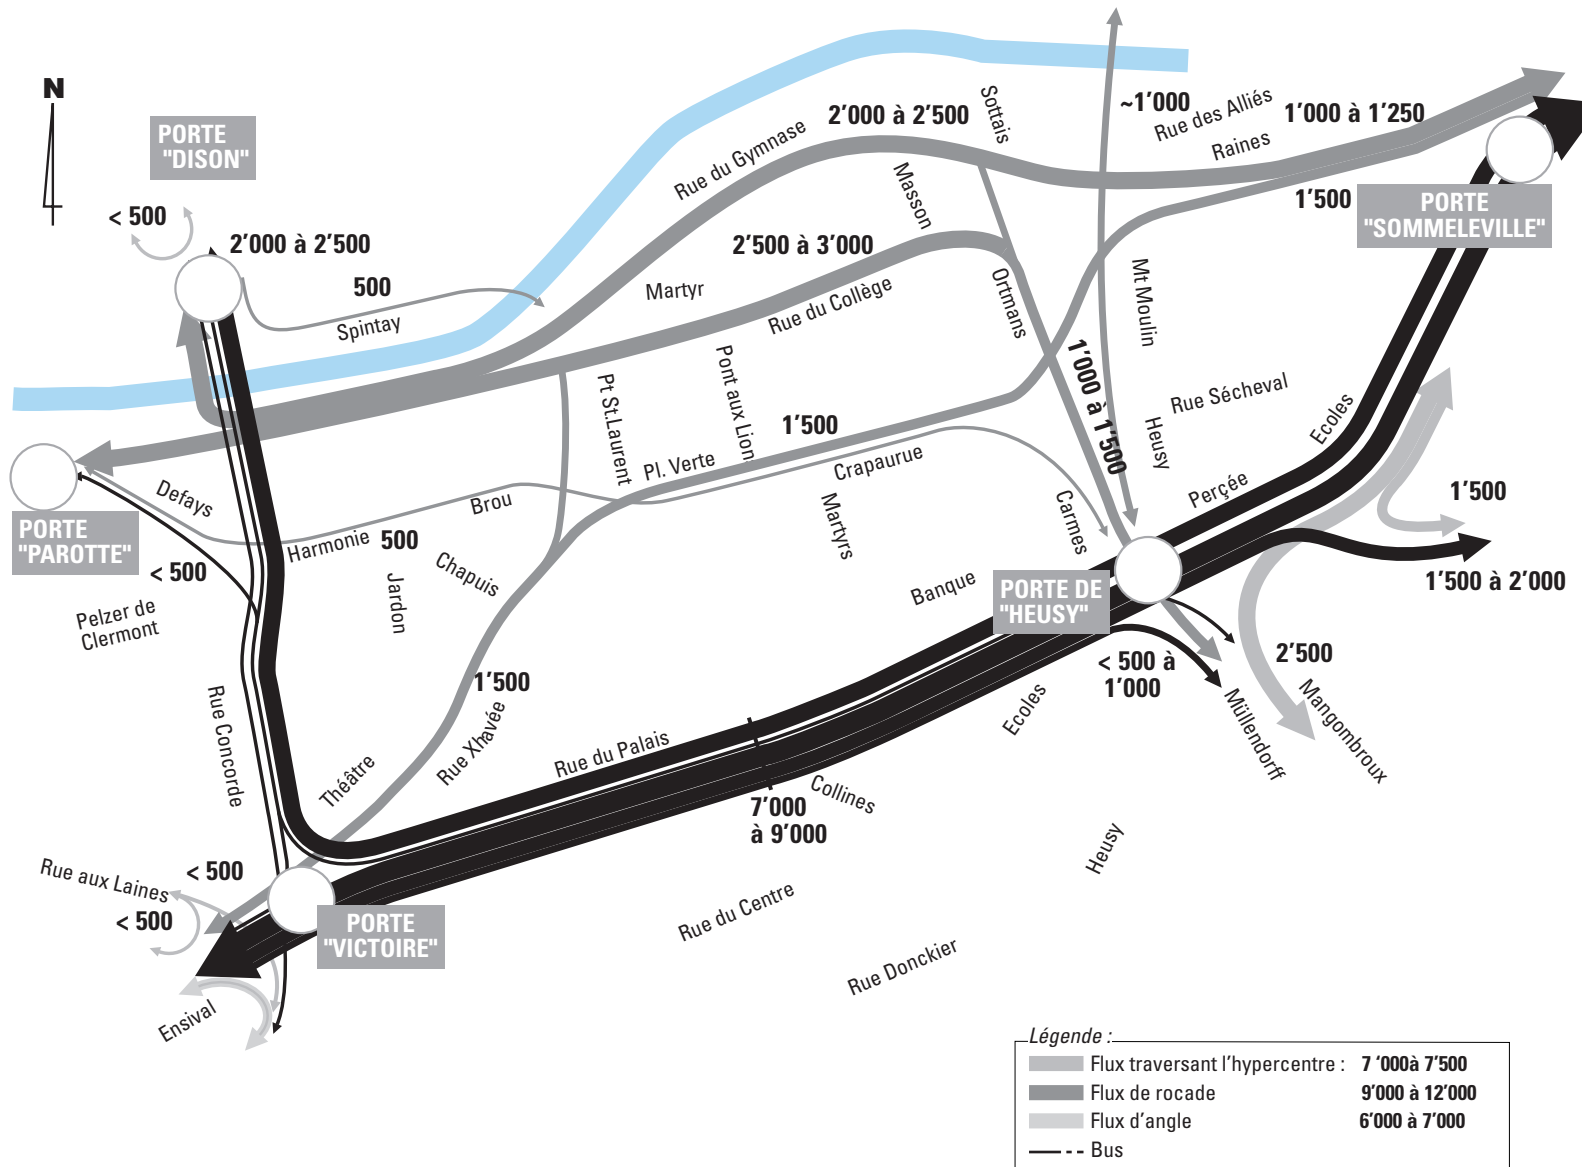 N
PORTE
"DISON"
< 500
2'000 à 2'500
500
Spintay
Rue du Gymnase
2'000 à 2'500
Sottais
~1'000
Rue des Alliés
1'000 à 1'250
Raines
1'500
PORTE
"SOMMELEVILLE"
Masson
2'500 à 3'000
Martyr
Rue du Collège
Ortmans
Mt Moulin
Pt St.Laurent
Pont aux Lion
1'000 à 1'500
Rue Sécheval
Heusy
Ecoles
1'500
Pl. Verte
Crapaurue
Perçée
Defays
Brou
PORTE
"PAROTTE"
Harmonie
500
Chapuis
Martyrs
Carmes
1'500
< 500
Jardon
Banque
PORTE DE
"HEUSY"
1'500 à 2'000
Pelzer de
Clermont
< 500 à
1'000
2'500
1'500
Rue Concorde
Rue Xhavée
Ecoles
Müllendorff
Mangombroux
Théâtre
Rue du Palais
Collines
7'000
à 9'000
Heusy
Rue aux Laines
< 500
< 500
PORTE
"VICTOIRE"
Rue du Centre
Rue Donckier
Ensival
Légende :
Flux traversant l'hypercentre : 7 '000à 7'500
Flux de rocade 9'000 à 12'000
Flux d'angle 6'000 à 7'000
Bus